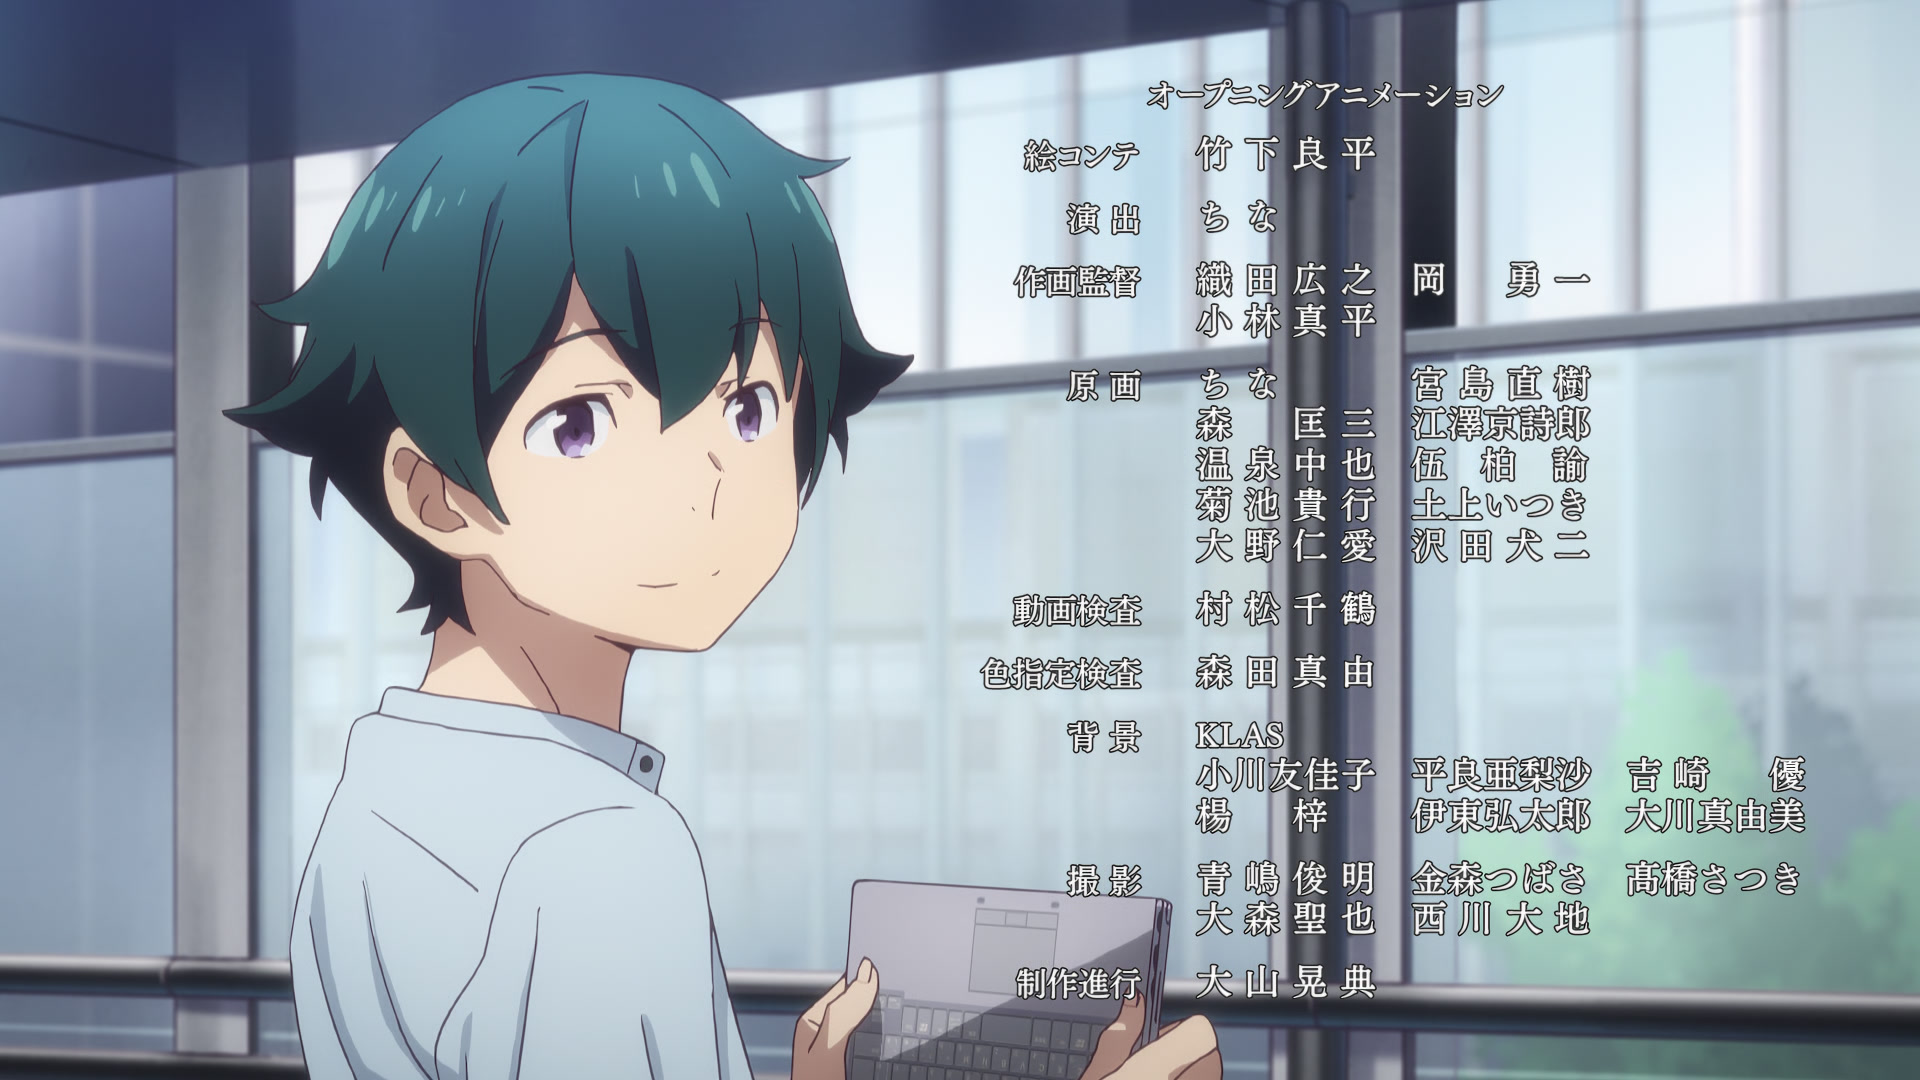 オープニングアニメーション
絵コンテ 竹下良平
演出 ちな
作画監督 織田広之 岡勇一
小林真平
原画 ちな 宮島直樹
森匡三 江澤京詩郎
温泉中也 伍柏諭
菊池貴行 土上いつき
大野仁愛 沢田犬二
動画検査 村松千鶴
色指定検査 森田真由
背景 KLAS
小川友佳子 平良亜梨沙 吉崎優
楊梓 伊東弘太郎 大川真由美
撮影 青嶋俊明 金森つばさ 髙橋さつき
大森聖也 西川大地
制作進行 大山晃典